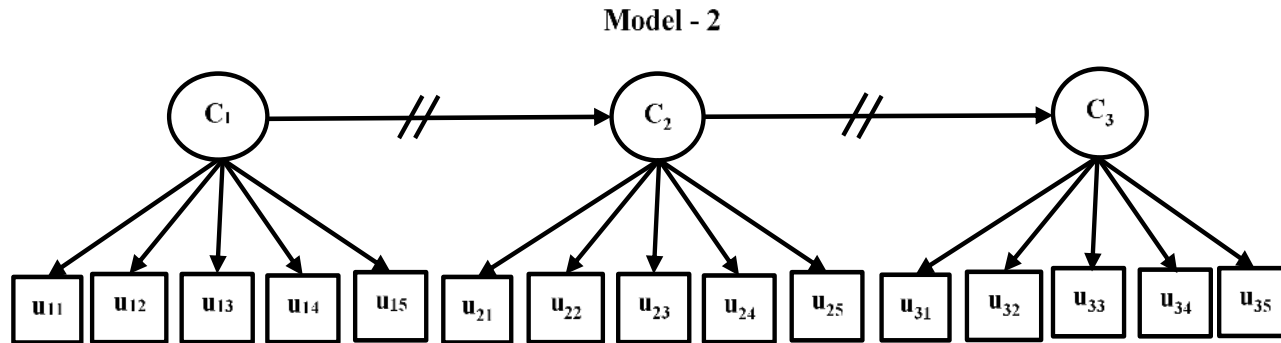 Model - 2
C₁ C₂ C₃
u₁₁ u₁₂ u₁₃ u₁₄ u₁₅ u₂₁ u₂₂ u₂₃ u₂₄ u₂₅ u₃₁ u₃₂ u₃₃ u₃₄ u₃₅